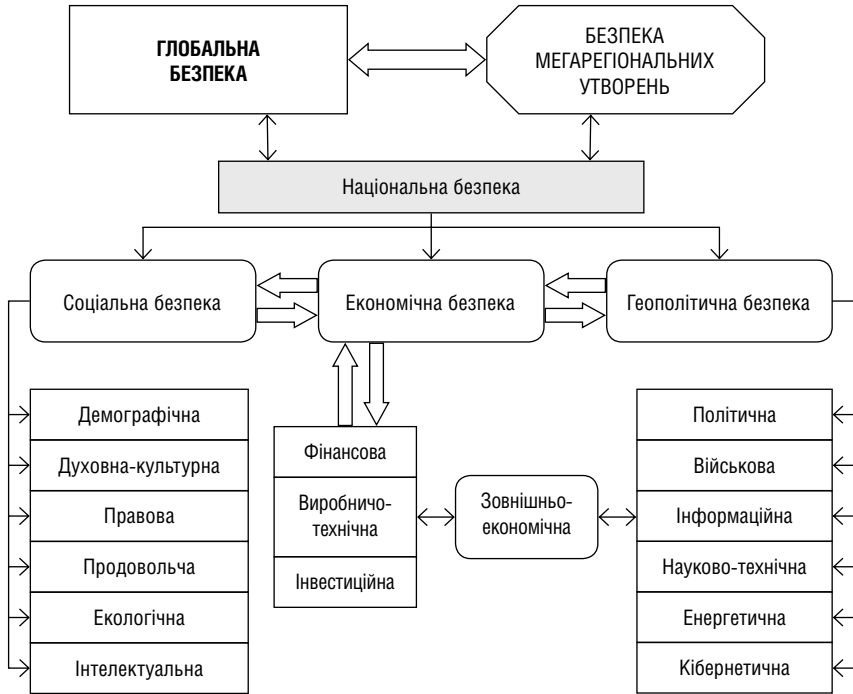 ГЛОБАЛЬНА
БЕЗПЕКА
БЕЗПЕКА
МЕГАРЕГІОНАЛЬНИХ
УТВОРЕНЬ
Національна безпека
Соціальна безпека
Економічна безпека
Геополітична безпека
Демографічна
Духовна-культурна
Правова
Продовольча
Екологічна
Інтелектуальна
Фінансова
Виробничо-
технічна
Інвестиційна
Зовнішньо-
економічна
Політична
Військова
Інформаційна
Науково-технічна
Енергетична
Кібернетична